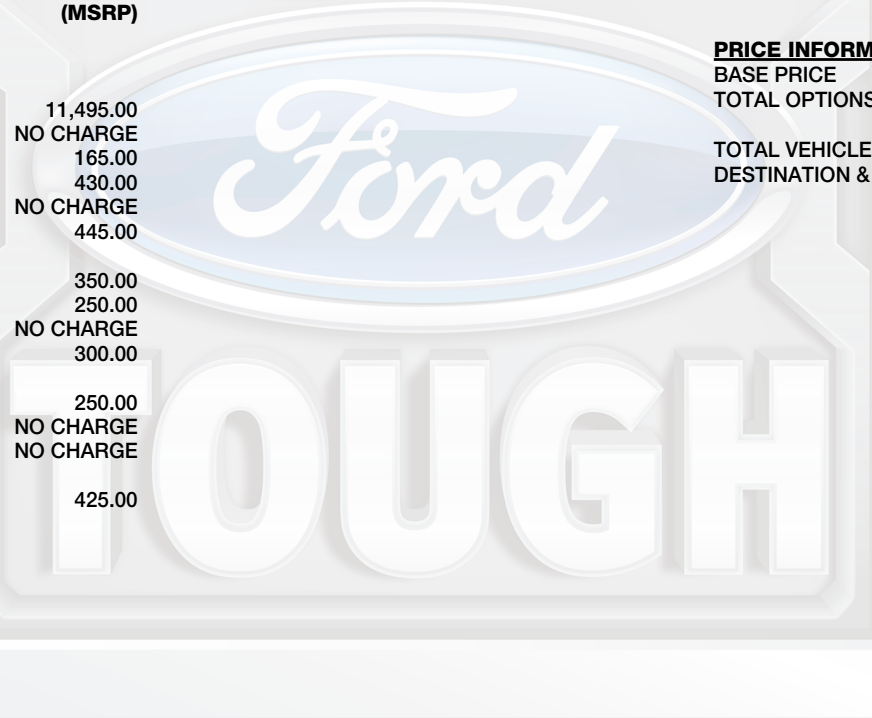 (MSRP)
11,495.00
NO CHARGE
165.00
430.00
NO CHARGE
445.00
350.00
250.00
NO CHARGE
300.00
250.00
NO CHARGE
NO CHARGE
425.00
PRICE INFORM
BASE PRICE
TOTAL OPTIONS
TOTAL VEHICLE
DESTINATION &
Ford
TOUGH